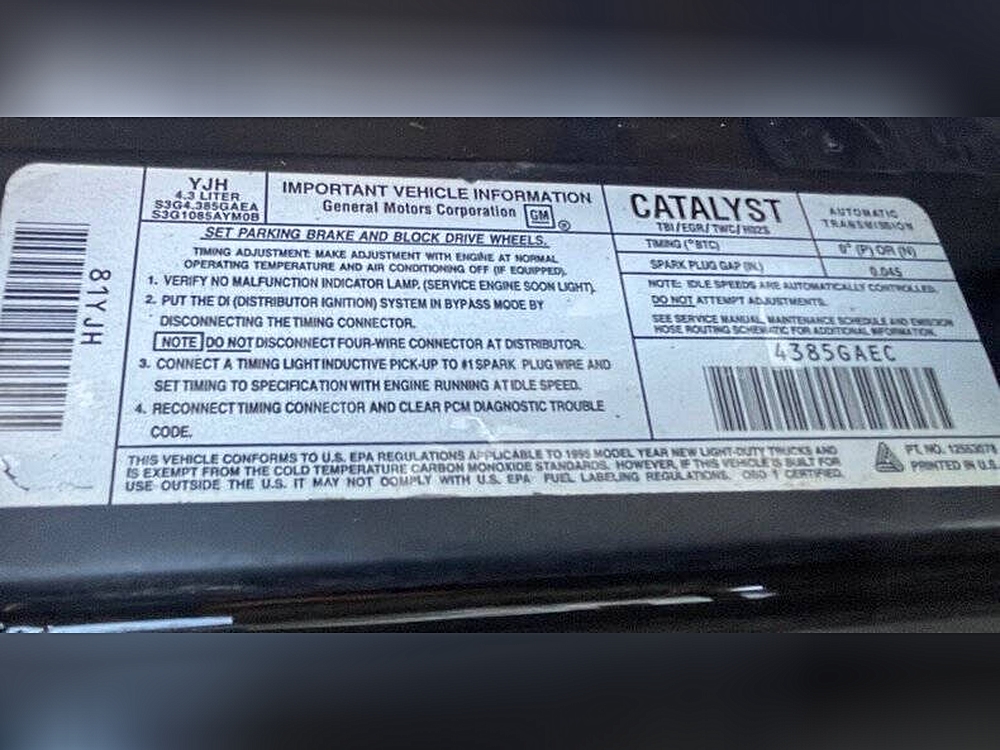 81YJH
YJH
4.3 LITER
S3G4.385GAEA
S3G1085AYM0B
IMPORTANT VEHICLE INFORMATION
General Motors Corporation GM ®
SET PARKING BRAKE AND BLOCK DRIVE WHEELS.
TIMING ADJUSTMENT: MAKE ADJUSTMENT WITH ENGINE AT NORMAL
OPERATING TEMPERATURE AND AIR CONDITIONING OFF (IF EQUIPPED).
1. VERIFY NO MALFUNCTION INDICATOR LAMP. (SERVICE ENGINE SOON LIGHT).
2. PUT THE DI (DISTRIBUTOR IGNITION) SYSTEM IN BYPASS MODE BY
DISCONNECTING THE TIMING CONNECTOR.
NOTE DO NOT DISCONNECT FOUR-WIRE CONNECTOR AT DISTRIBUTOR.
3. CONNECT A TIMING LIGHT INDUCTIVE PICK-UP TO #1 SPARK PLUG WIRE AND
SET TIMING TO SPECIFICATION WITH ENGINE RUNNING AT IDLE SPEED.
4. RECONNECT TIMING CONNECTOR AND CLEAR PCM DIAGNOSTIC TROUBLE
CODE.
CATALYST
TBI/EGR/TWC/HO2S
AUTOMATIC
TRANSMISSION
TIMING (°BTC) 0° (P) OR (N)
SPARK PLUG GAP (IN.) 0.045
NOTE: IDLE SPEEDS ARE AUTOMATICALLY CONTROLLED.
DO NOT ATTEMPT ADJUSTMENTS.
SEE SERVICE MANUAL, MAINTENANCE SCHEDULE AND EMISSION
HOSE ROUTING SCHEMATIC FOR ADDITIONAL INFORMATION.
4385GAEC
THIS VEHICLE CONFORMS TO U.S. EPA REGULATIONS APPLICABLE TO 1995 MODEL YEAR NEW LIGHT-DUTY TRUCKS AND
IS EXEMPT FROM THE COLD TEMPERATURE CARBON MONOXIDE STANDARDS. HOWEVER, IF THIS VEHICLE IS BUILT FOR
USE OUTSIDE THE U.S. IT MAY NOT COMPLY WITH U.S. EPA FUEL LABELING REGULATIONS. OBD 1 CERTIFIED.
PT. NO. 12553078
PRINTED IN U.S.